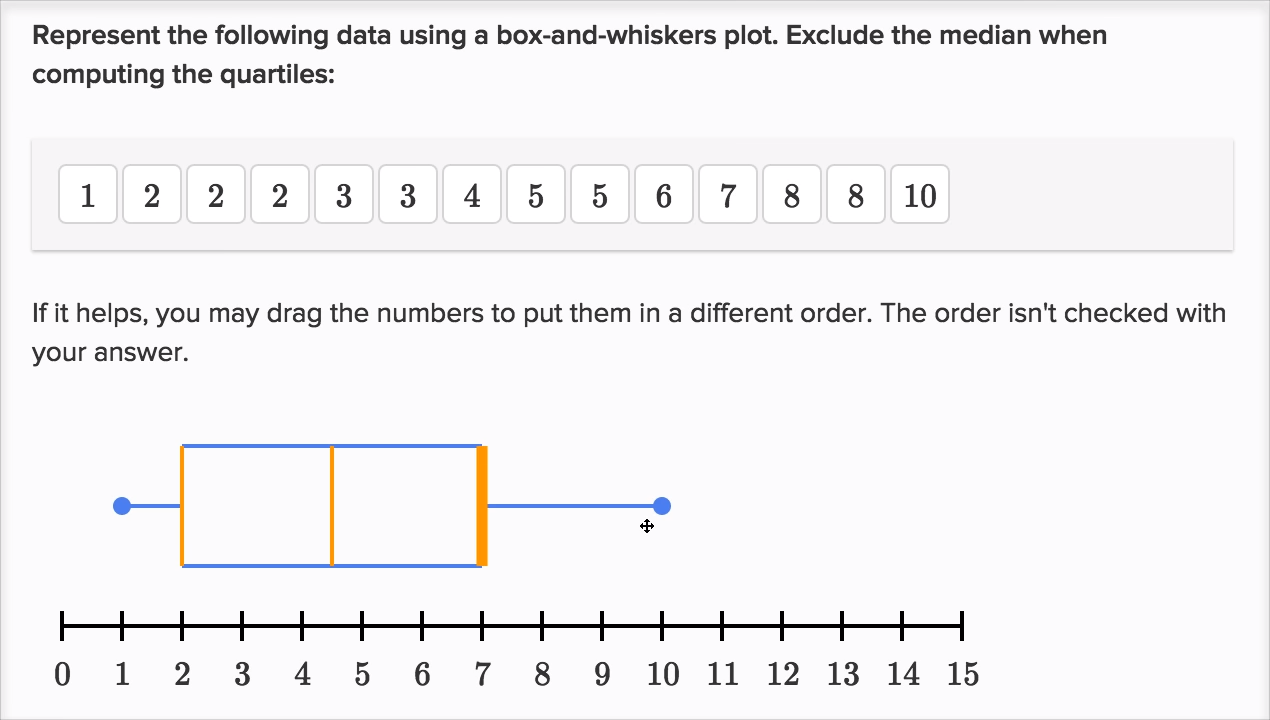 Represent the following data using a box-and-whiskers plot. Exclude the median when
computing the quartiles:
1 2 2 2 3 3 4 5 5 6 7 8 8 10
If it helps, you may drag the numbers to put them in a different order. The order isn't checked with
your answer.
0 1 2 3 4 5 6 7 8 9 10 11 12 13 14 15